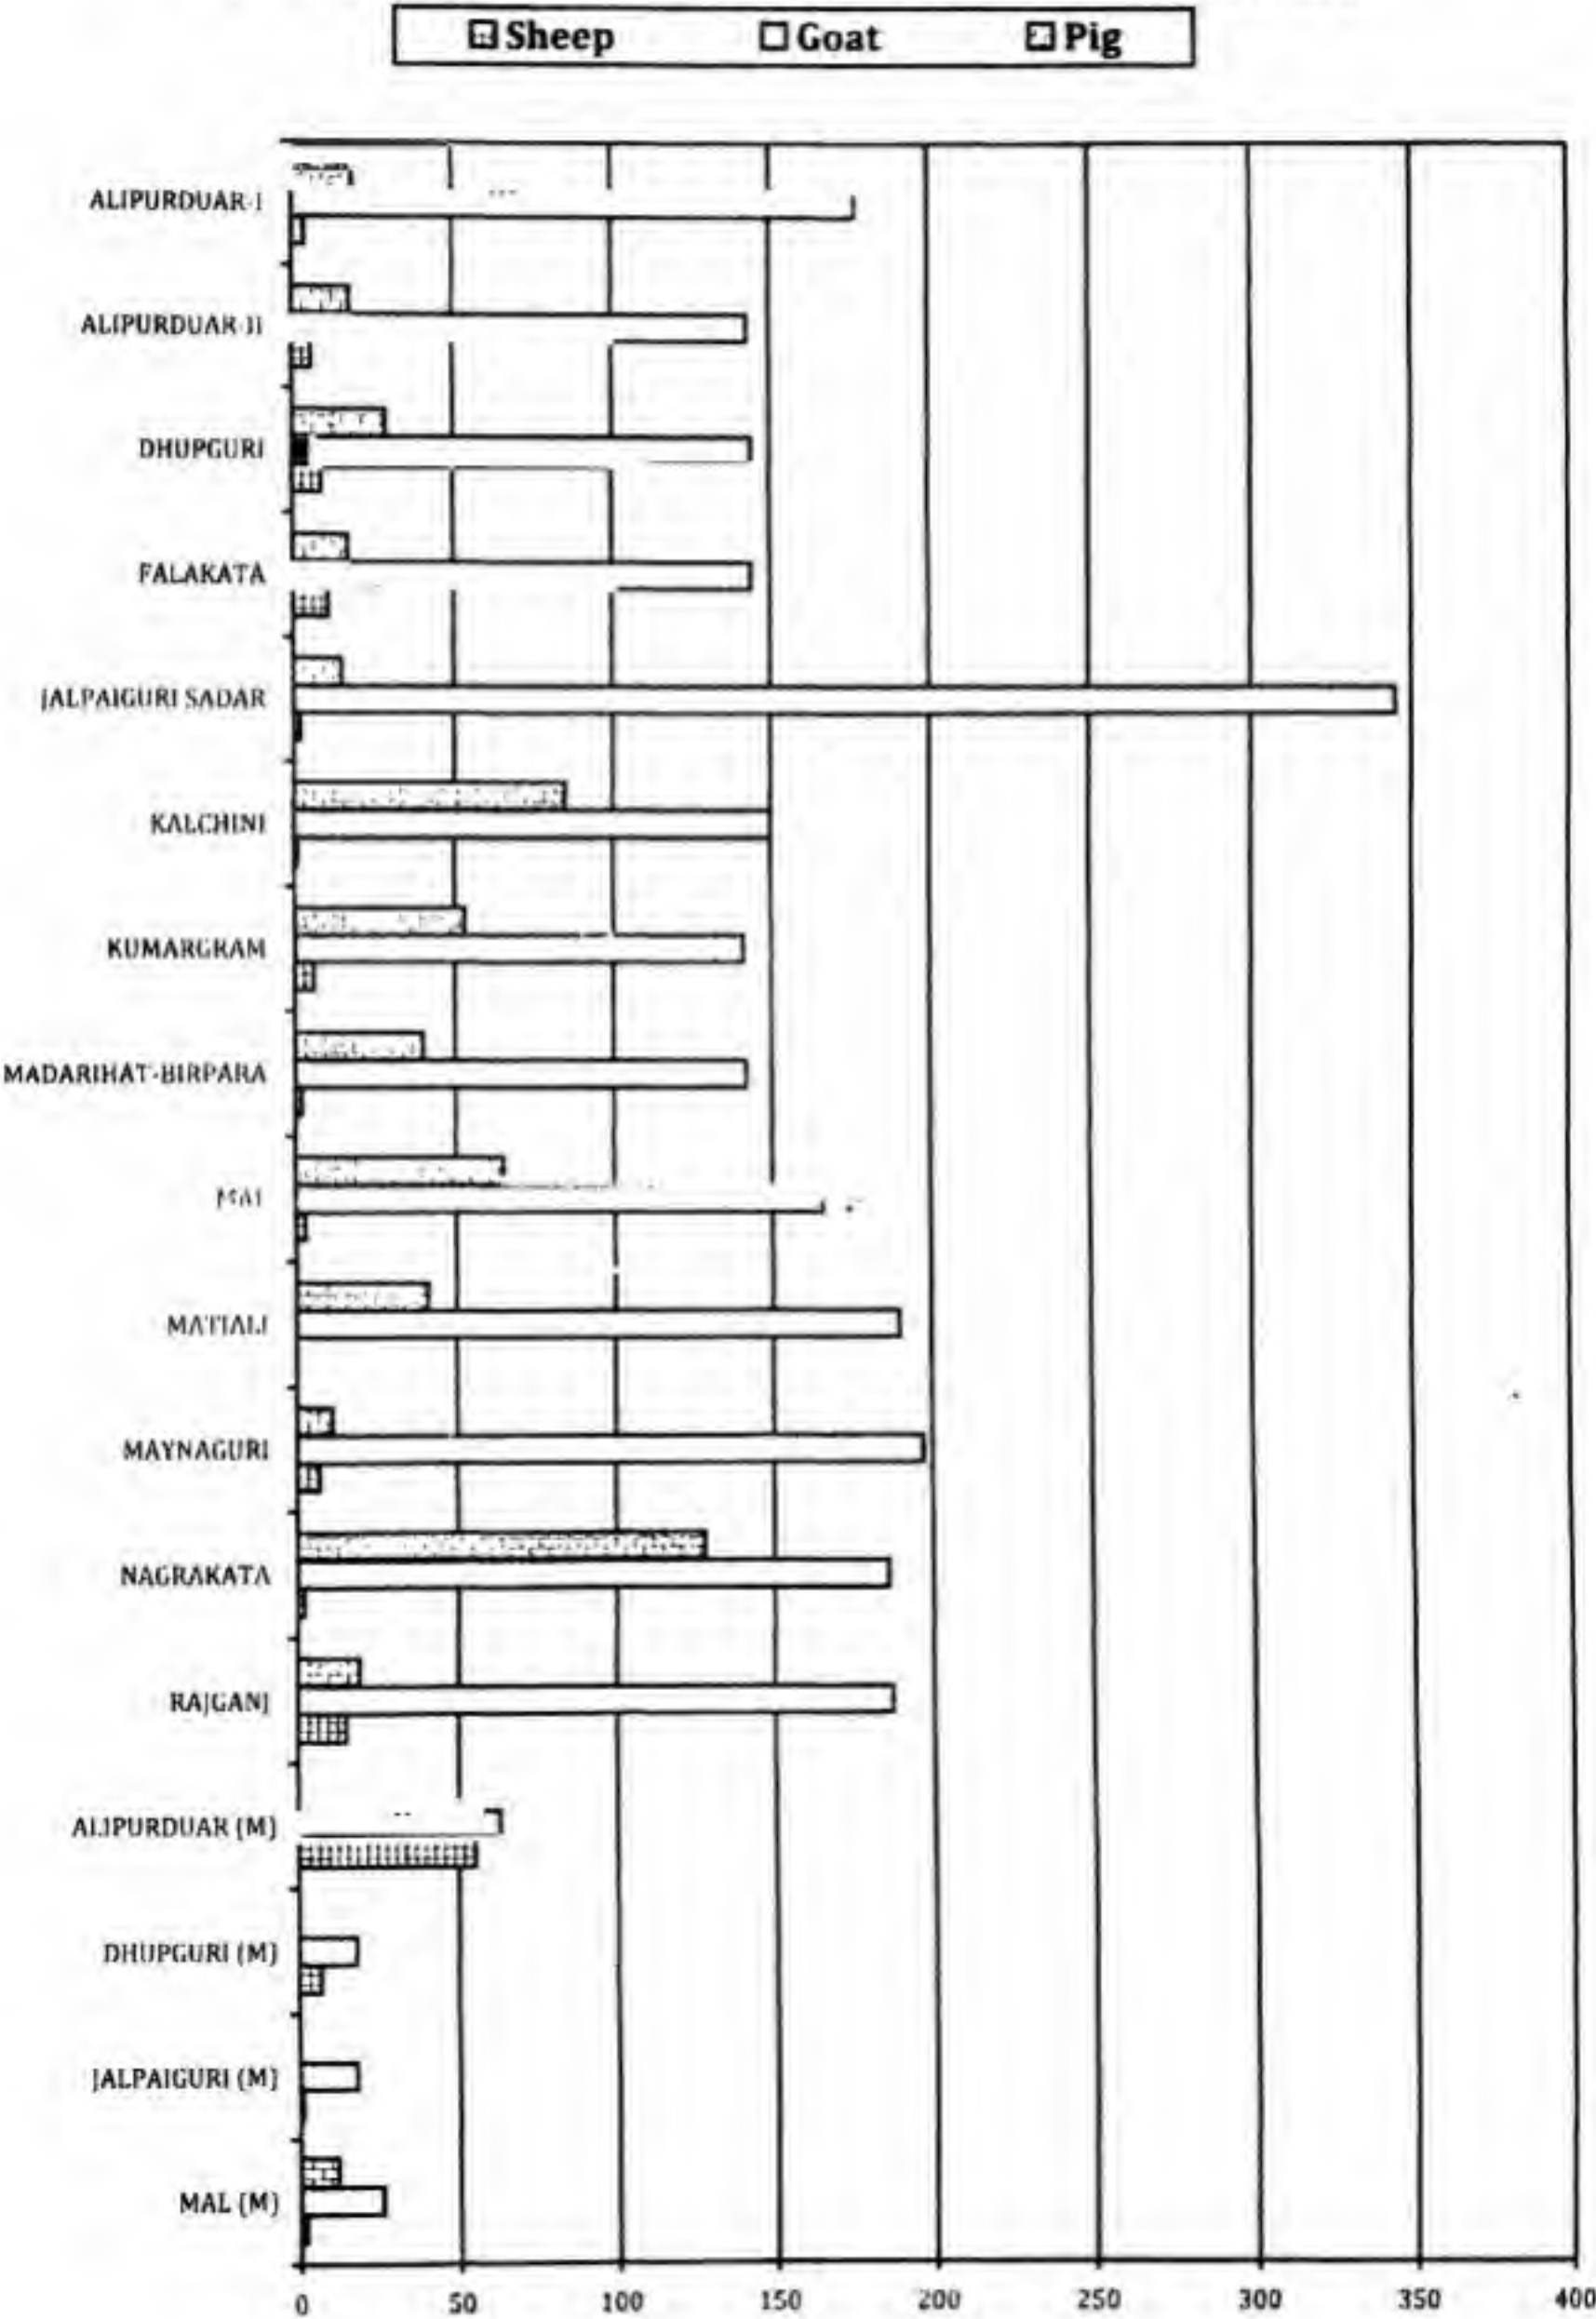 Sheep Goat Pig
ALIPURDUAR-I
ALIPURDUAR-II
DHUPGURI
FALAKATA
JALPAIGURI SADAR
KALCHINI
KUMARGRAM
MADARIHAT-BIRPARA
MAL
MATIALI
MAYNAGURI
NAGRAKATA
RAJGANJ
ALIPURDUAR (M)
DHUPGURI (M)
JALPAIGURI (M)
MAL (M)
0 50 100 150 200 250 300 350 400